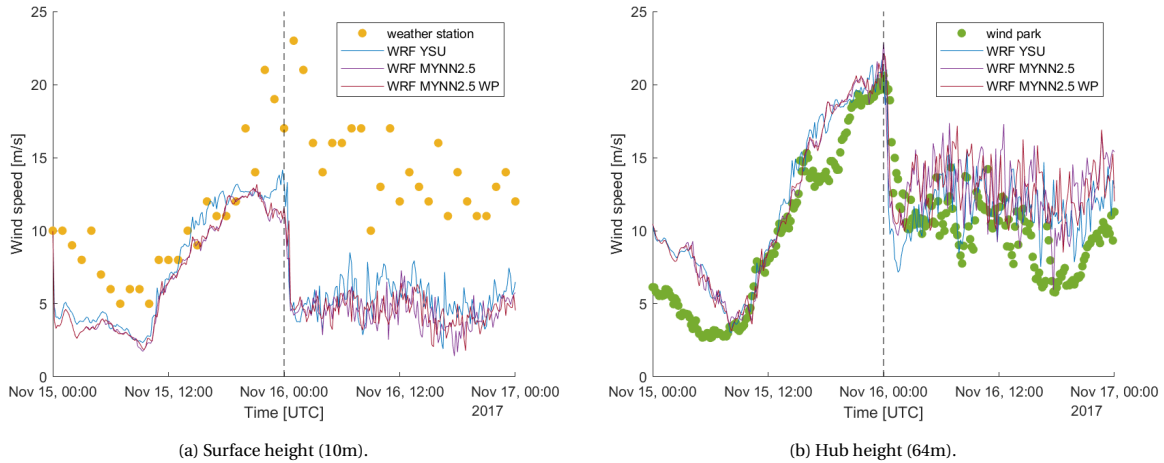 25
20
15
10
5
0
Wind speed [m/s]
weather station
WRF YSU
WRF MYNN2.5
WRF MYNN2.5 WP
Nov 15, 00:00
Nov 15, 12:00
Nov 16, 00:00
Nov 16, 12:00
Nov 17, 00:00
Time [UTC]
2017
(a) Surface height (10m).
25
20
15
10
5
0
Wind speed [m/s]
wind park
WRF YSU
WRF MYNN2.5
WRF MYNN2.5 WP
Nov 15, 00:00
Nov 15, 12:00
Nov 16, 00:00
Nov 16, 12:00
Nov 17, 00:00
Time [UTC]
2017
(b) Hub height (64m).